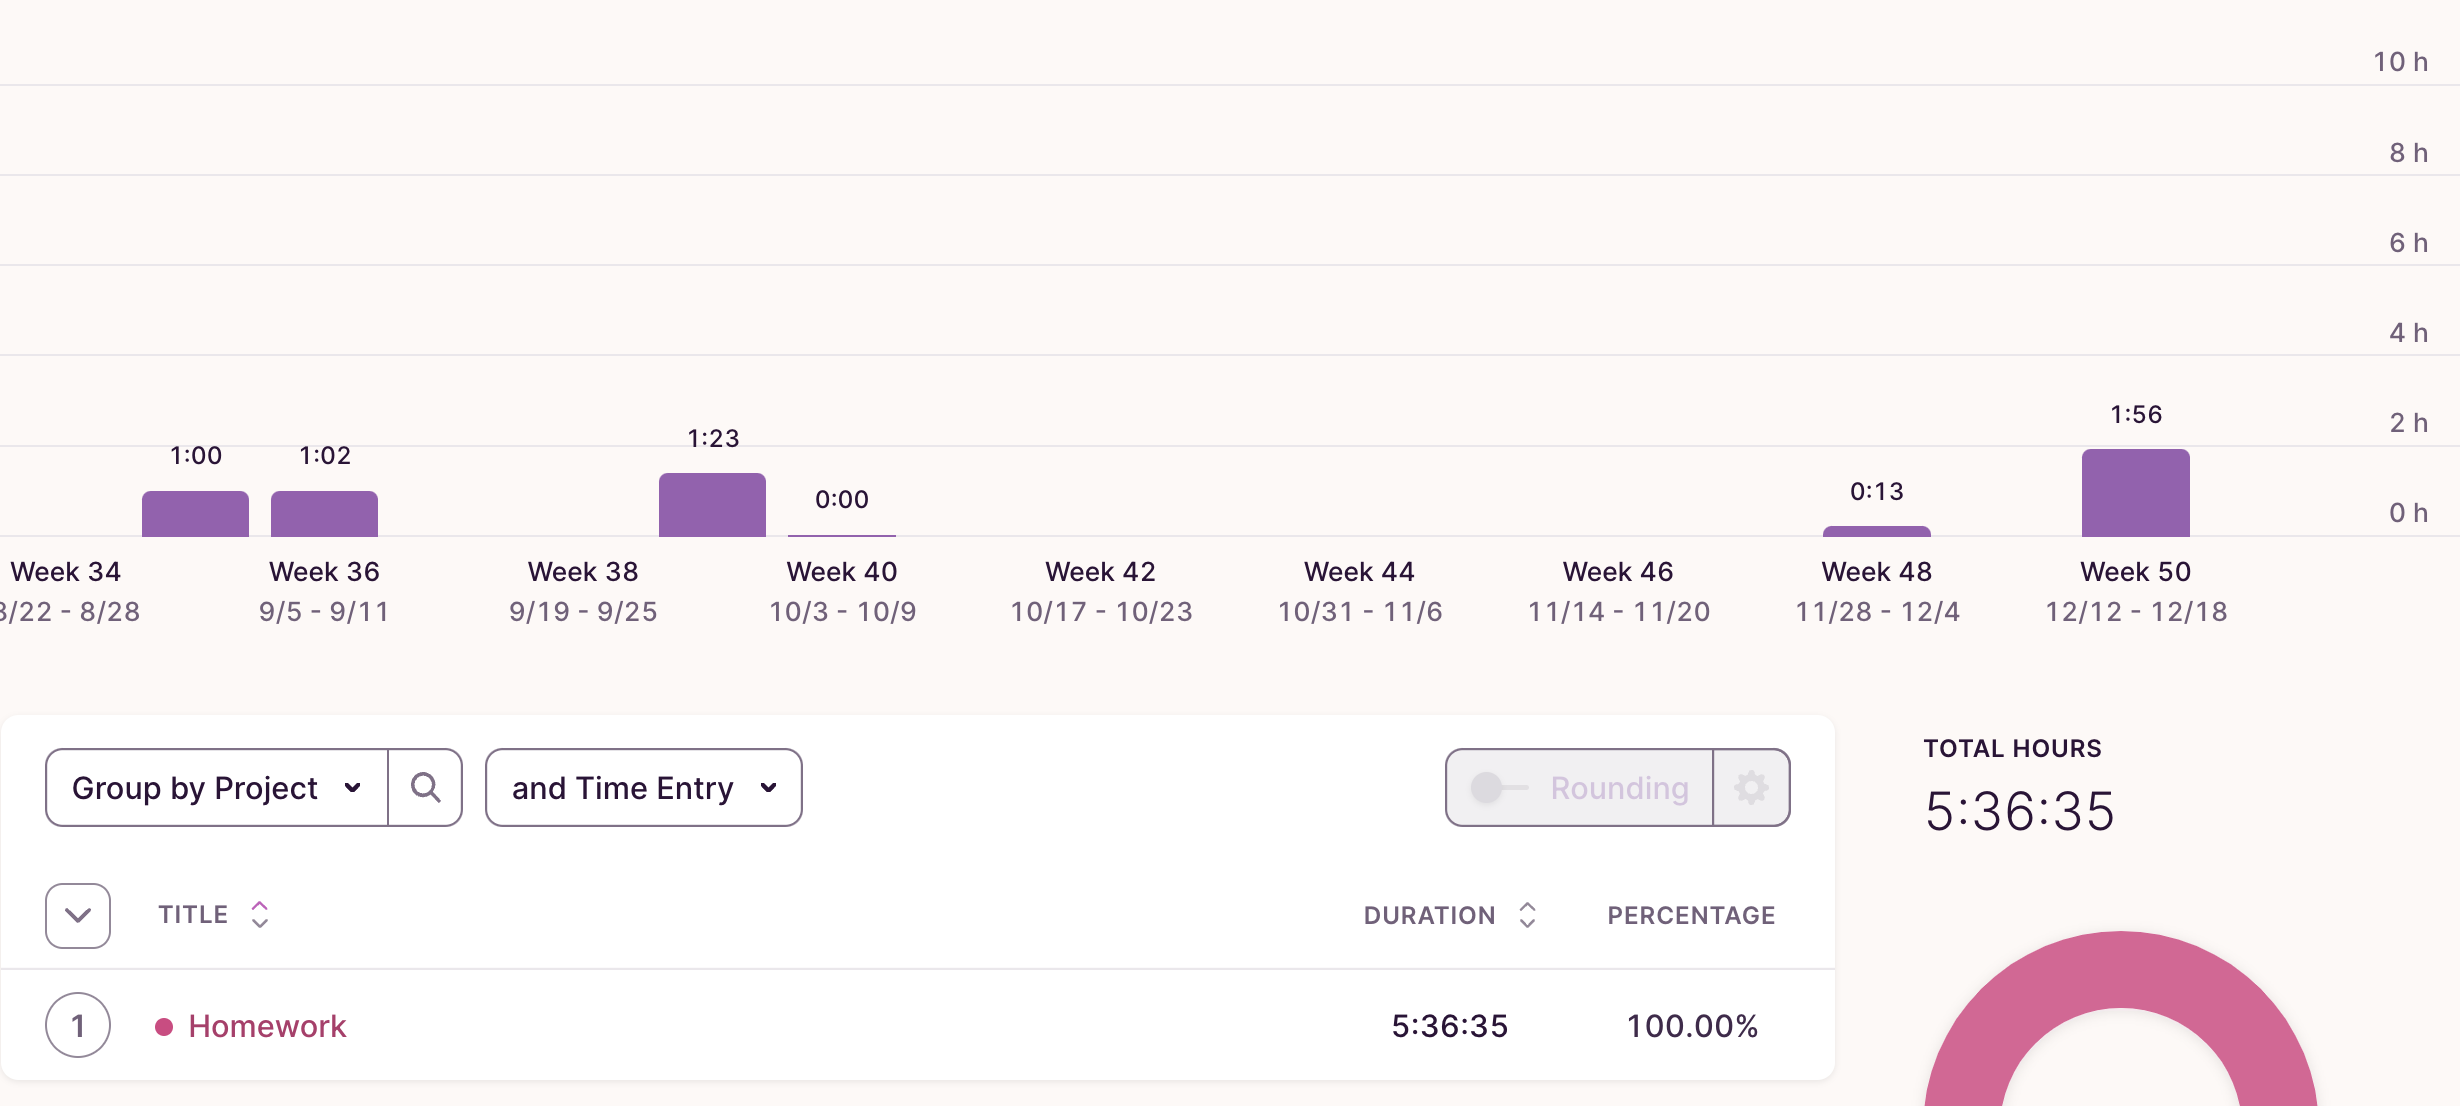 10 h
8 h
6 h
4 h
2 h
0 h
1:00
1:02
1:23
0:00
0:13
1:56
Week 34
Week 36
Week 38
Week 40
Week 42
Week 44
Week 46
Week 48
Week 50
/22 - 8/28
9/5 - 9/11
9/19 - 9/25
10/3 - 10/9
10/17 - 10/23
10/31 - 11/6
11/14 - 11/20
11/28 - 12/4
12/12 - 12/18
Group by Project
and Time Entry
Rounding
TITLE
DURATION
PERCENTAGE
1
Homework
5:36:35
100.00%
TOTAL HOURS
5:36:35